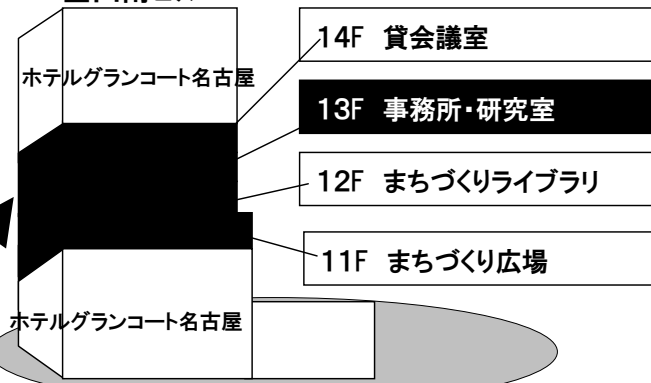 ホテルグランコート名古屋
14F 貸会議室
13F 事務所・研究室
12F まちづくりライブラリ
11F まちづくり広場
ホテルグランコート名古屋